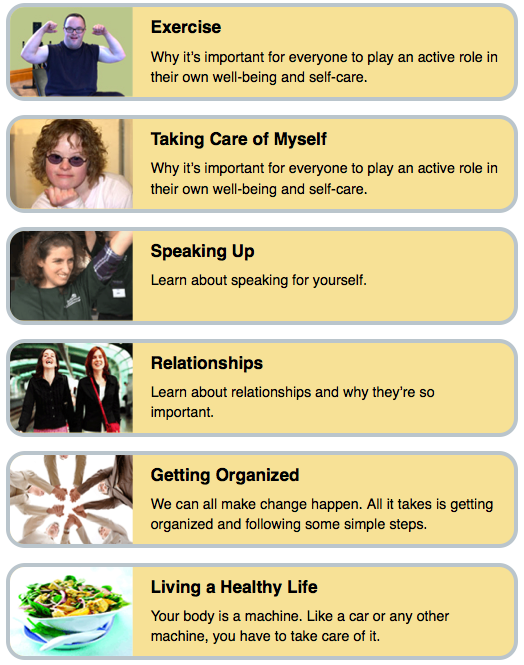 Exercise
Why it's important for everyone to play an active role in
their own well-being and self-care.
Taking Care of Myself
Why it's important for everyone to play an active role in
their own well-being and self-care.
Speaking Up
Learn about speaking for yourself.
Relationships
Learn about relationships and why they're so
important.
Getting Organized
We can all make change happen. All it takes is getting
organized and following some simple steps.
Living a Healthy Life
Your body is a machine. Like a car or any other
machine, you have to take care of it.